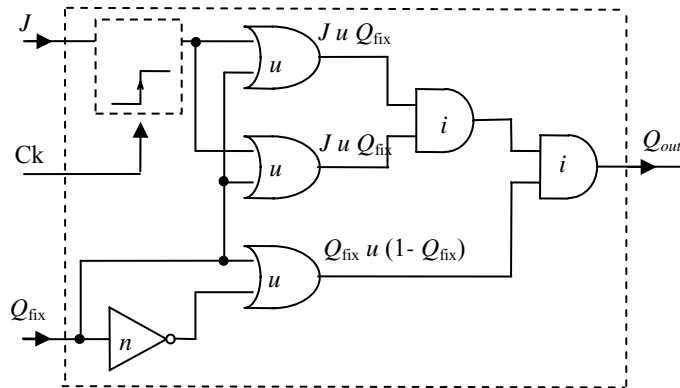 J
J u Q_fix
u
i
Ck
J u Q_fix
u
i
Q_out
Q_fix u (1- Q_fix)
u
Q_fix
n